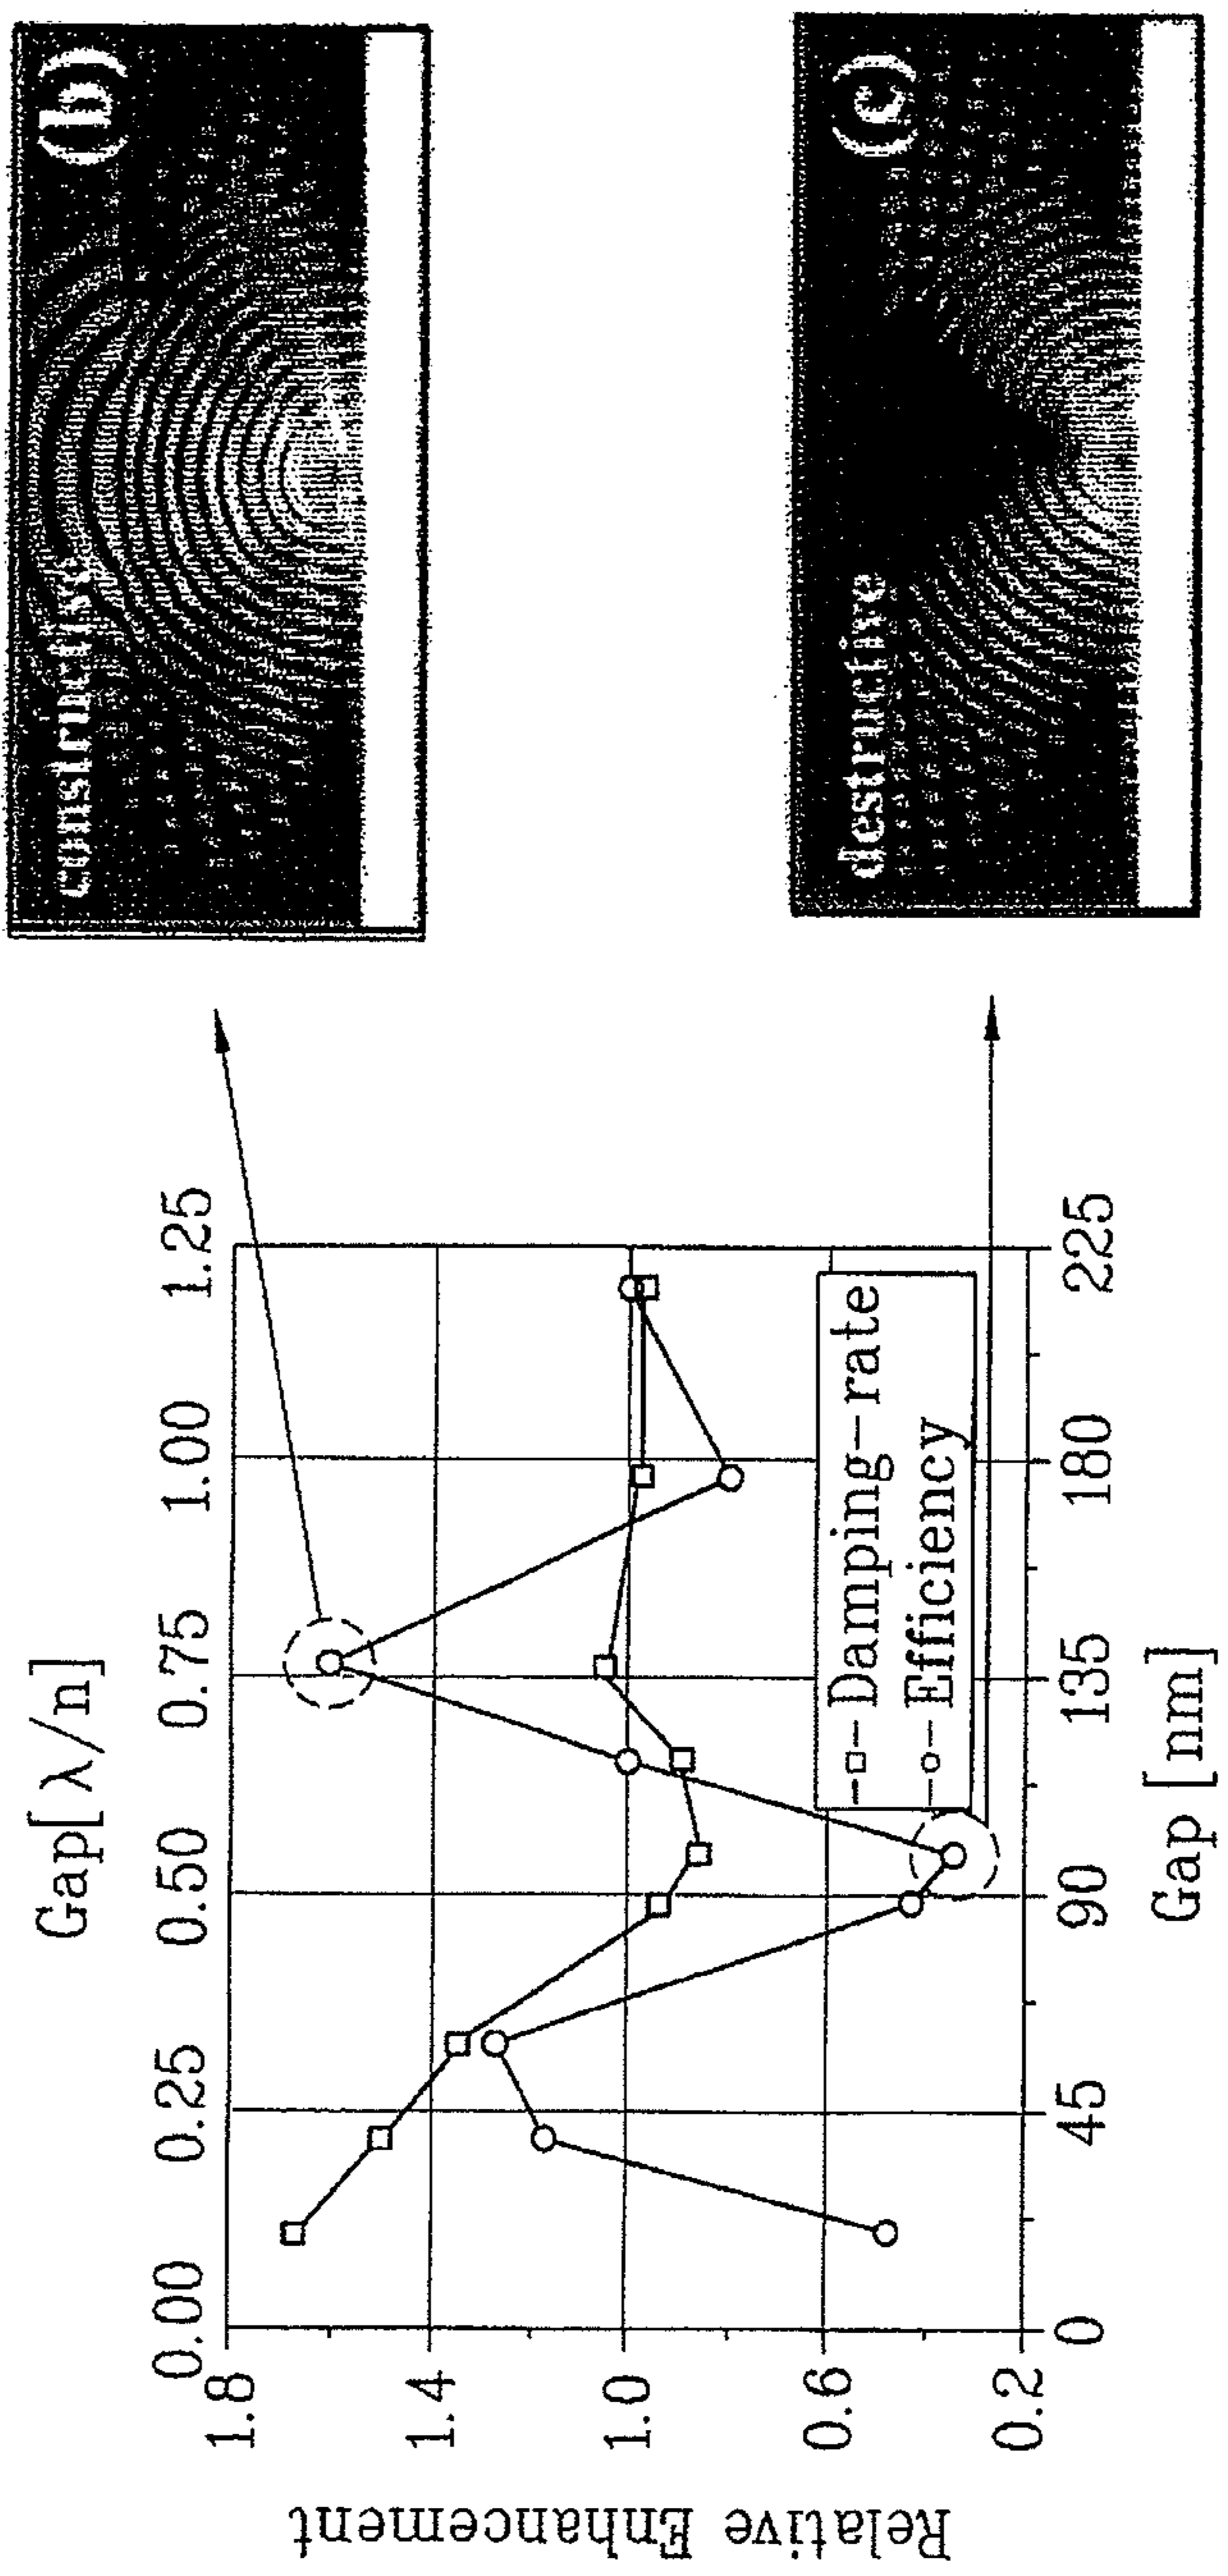 Gap[λ/n]
0.00 0.25 0.50 0.75 1.00 1.25
Relative Enhancement
1.8
1.4
1.0
0.6
0.2
Damping-rate
Efficiency
0 45 90 135 180 225
Gap [nm]
constructive
(b)
destructive
(c)